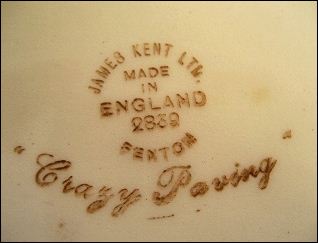 JAMES KENT LTD.
MADE
IN
ENGLAND
2839
FENTON
"Crazy Paving"